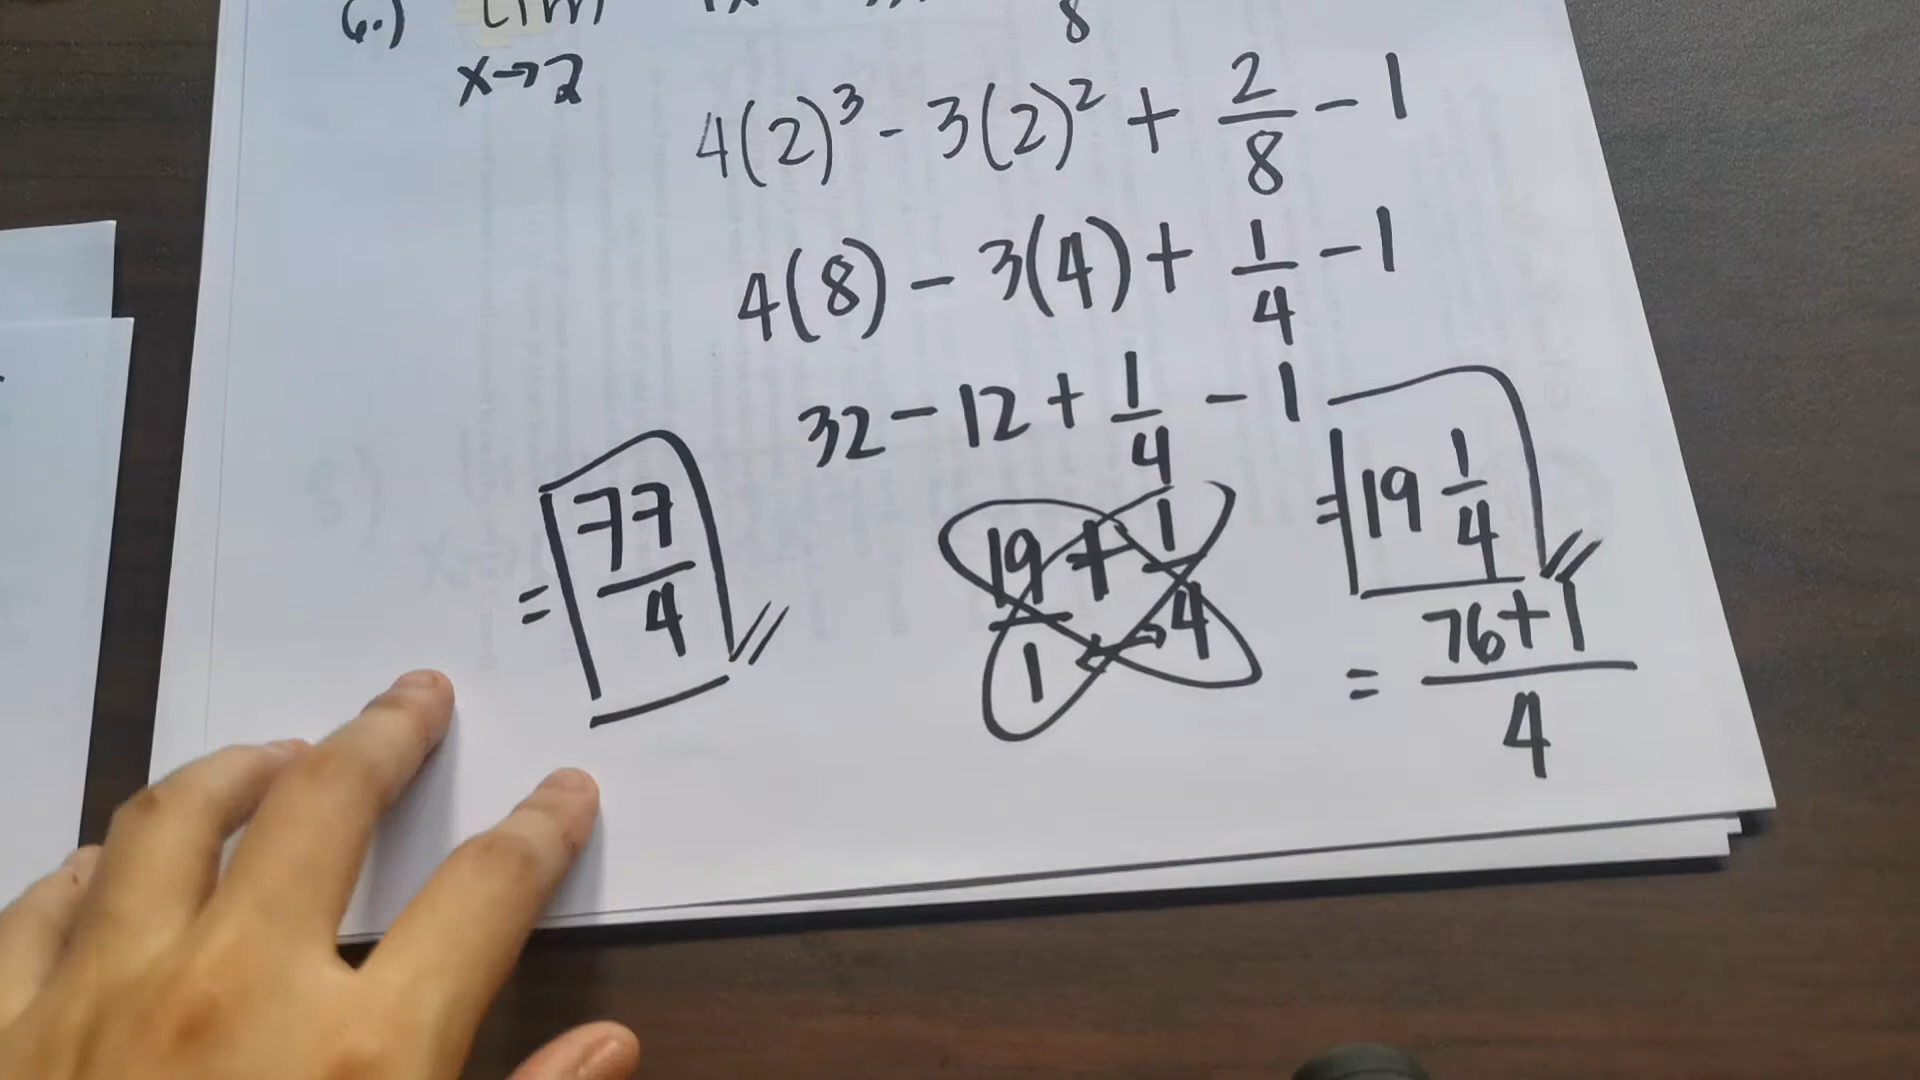 6.) lim
x→2
8
4(2)³ - 3(2)² + 2/8 - 1
4(8) - 3(4) + 1/4 - 1
32 - 12 + 1/4 - 1
= 19 1/4
19/1 + 1/4
= (76+1)/4
= 77/4